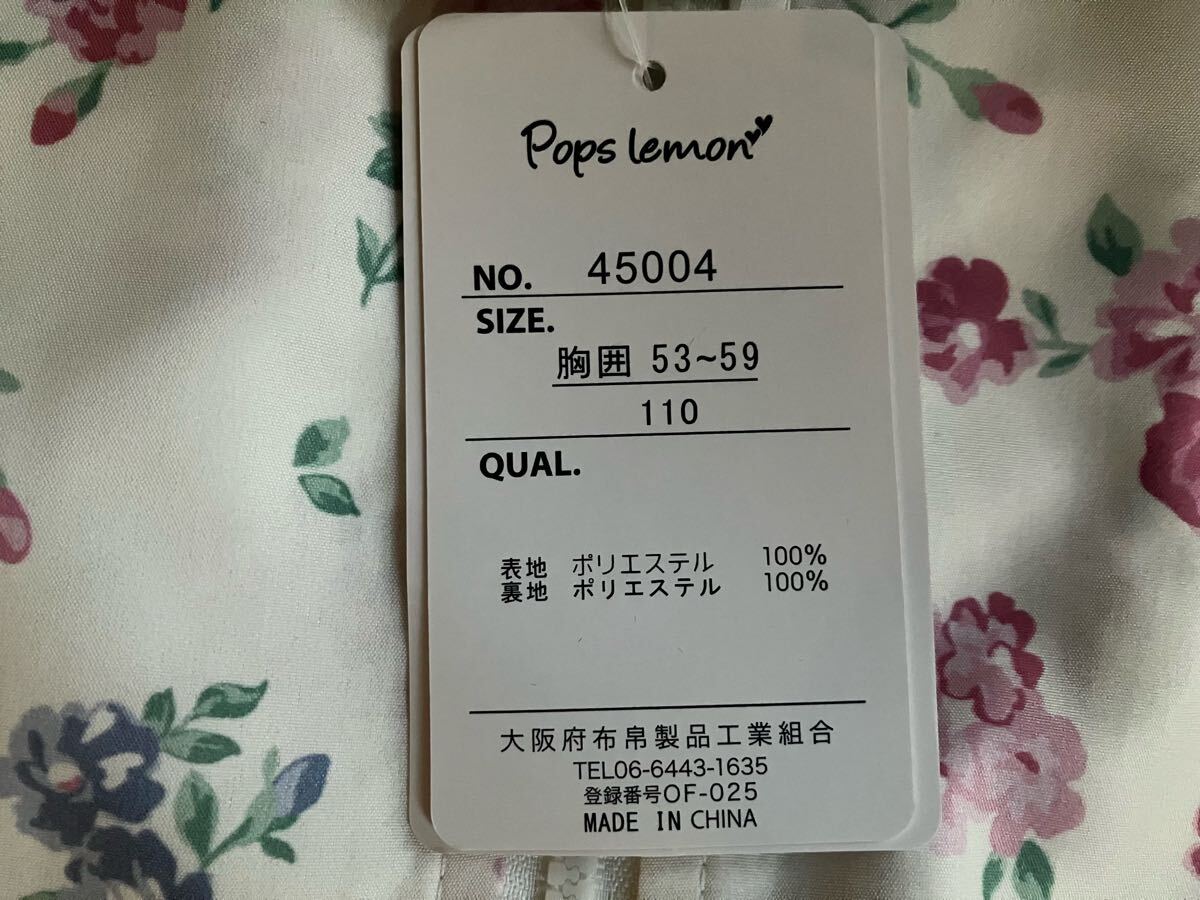 Pops lemon
NO. 45004
SIZE.
胸囲 53~59
110
QUAL.
表地 ポリエステル 100%
裏地 ポリエステル 100%
大阪府布帛製品工業組合
TEL06-6443-1635
登録番号OF-025
MADE IN CHINA